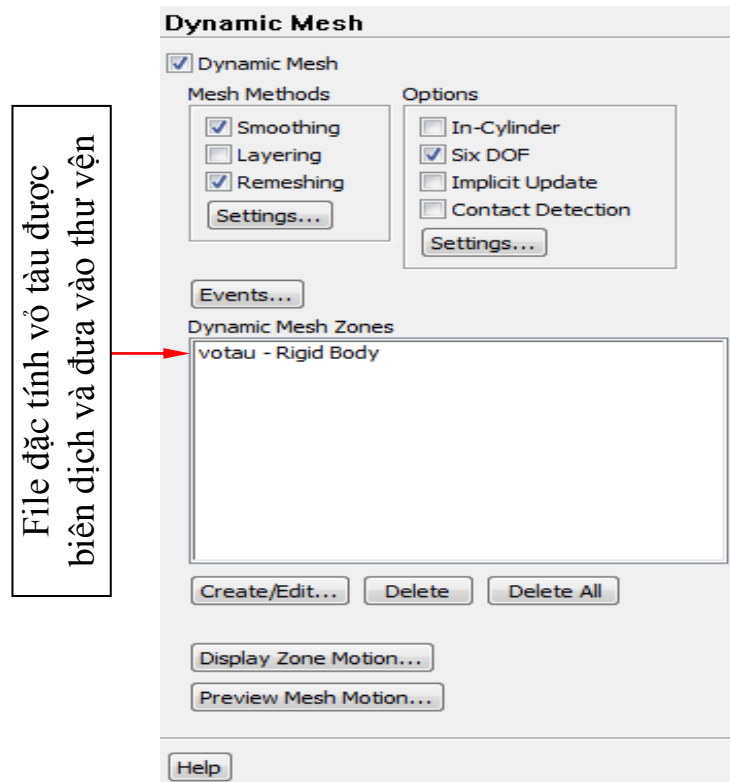 Dynamic Mesh
Dynamic Mesh
Mesh Methods
Smoothing
Layering
Remeshing
Settings...
Options
In-Cylinder
Six DOF
Implicit Update
Contact Detection
Settings...
Events...
Dynamic Mesh Zones
votau - Rigid Body
Create/Edit... Delete Delete All
Display Zone Motion...
Preview Mesh Motion...
Help
File đặc tính vỏ tàu được
biên dịch và đưa vào thư vện